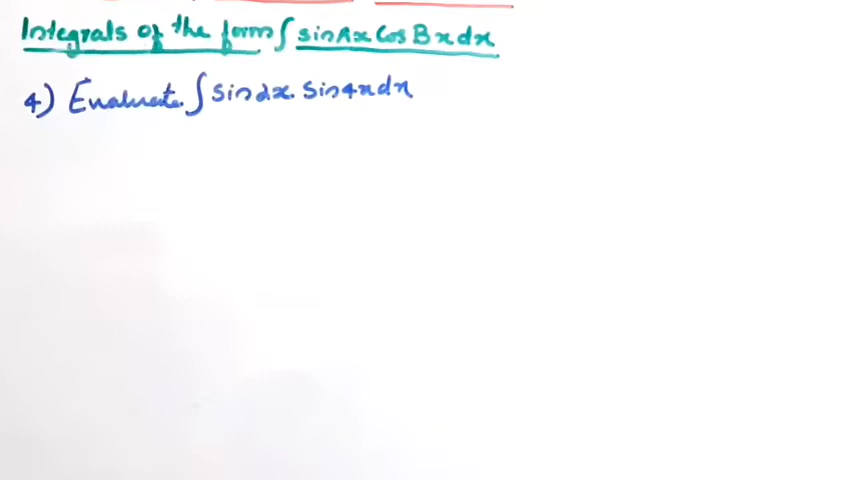 Integrals of the form ∫ sinAx Cos Bx dx
4) Evaluate ∫ sin2x. sin4x dx